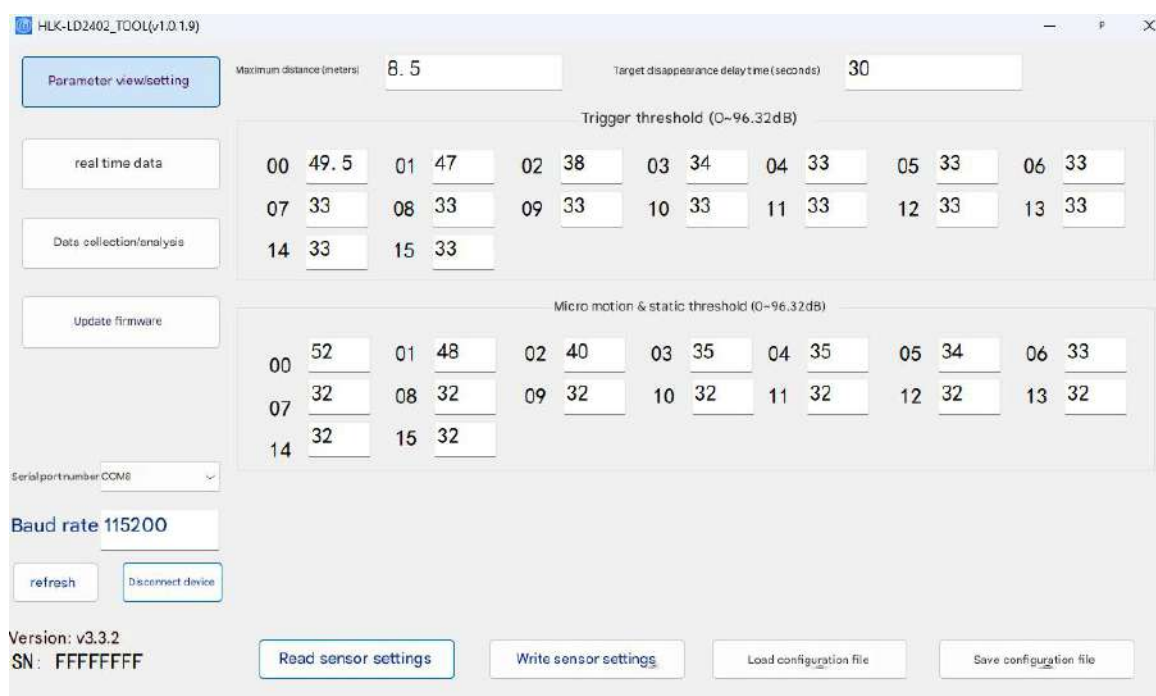 HLK-LD2402_TOOL(v1.0.1.9)
Parameter view/setting
Maximum distance (meters) 8.5 Target disappearance delay time (seconds) 30
Trigger threshold (0~96.32dB)
real time data
00 49.5 01 47 02 38 03 34 04 33 05 33 06 33
07 33 08 33 09 33 10 33 11 33 12 33 13 33
14 33 15 33
Data collection/analysis
Update firmware
Micro motion & static threshold (0~96.32dB)
00 52 01 48 02 40 03 35 04 35 05 34 06 33
07 32 08 32 09 32 10 32 11 32 12 32 13 32
14 32 15 32
Serial port number COM8
Baud rate 115200
refresh Disconnect device
Version: v3.3.2
SN: FFFFFFFF
Read sensor settings Write sensor settings Load configuration file Save configuration file